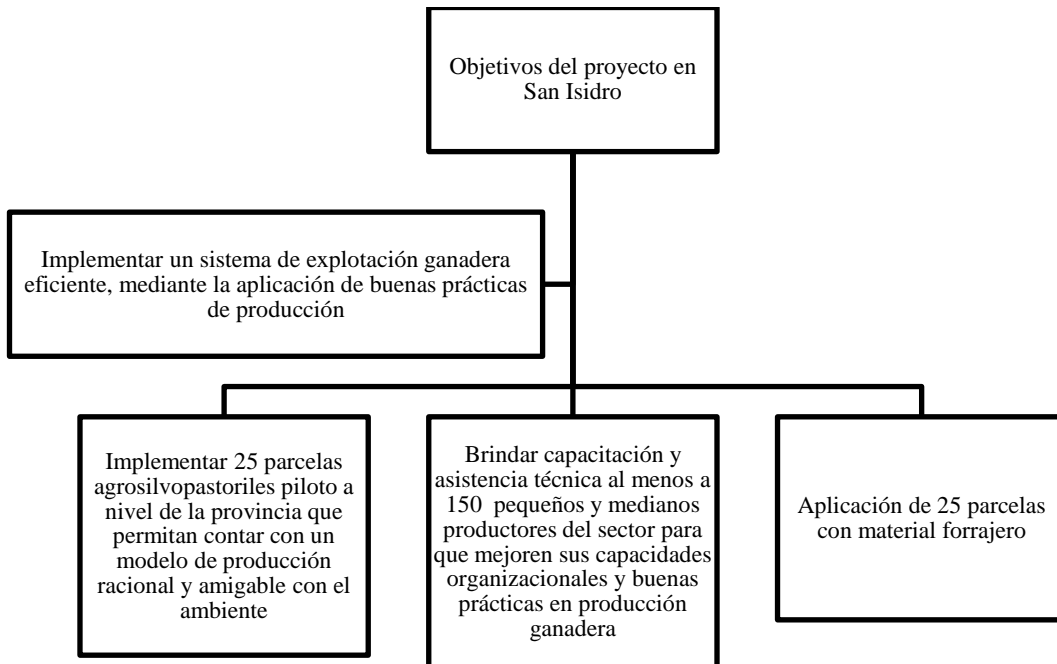 Objetivos del proyecto en
San Isidro
Implementar un sistema de explotación ganadera
eficiente, mediante la aplicación de buenas prácticas
de producción
Implementar 25 parcelas
agrosilvopastoriles piloto a
nivel de la provincia que
permitan contar con un
modelo de producción
racional y amigable con el
ambiente
Brindar capacitación y
asistencia técnica al menos a
150 pequeños y medianos
productores del sector para
que mejoren sus capacidades
organizacionales y buenas
prácticas en producción
ganadera
Aplicación de 25 parcelas
con material forrajero